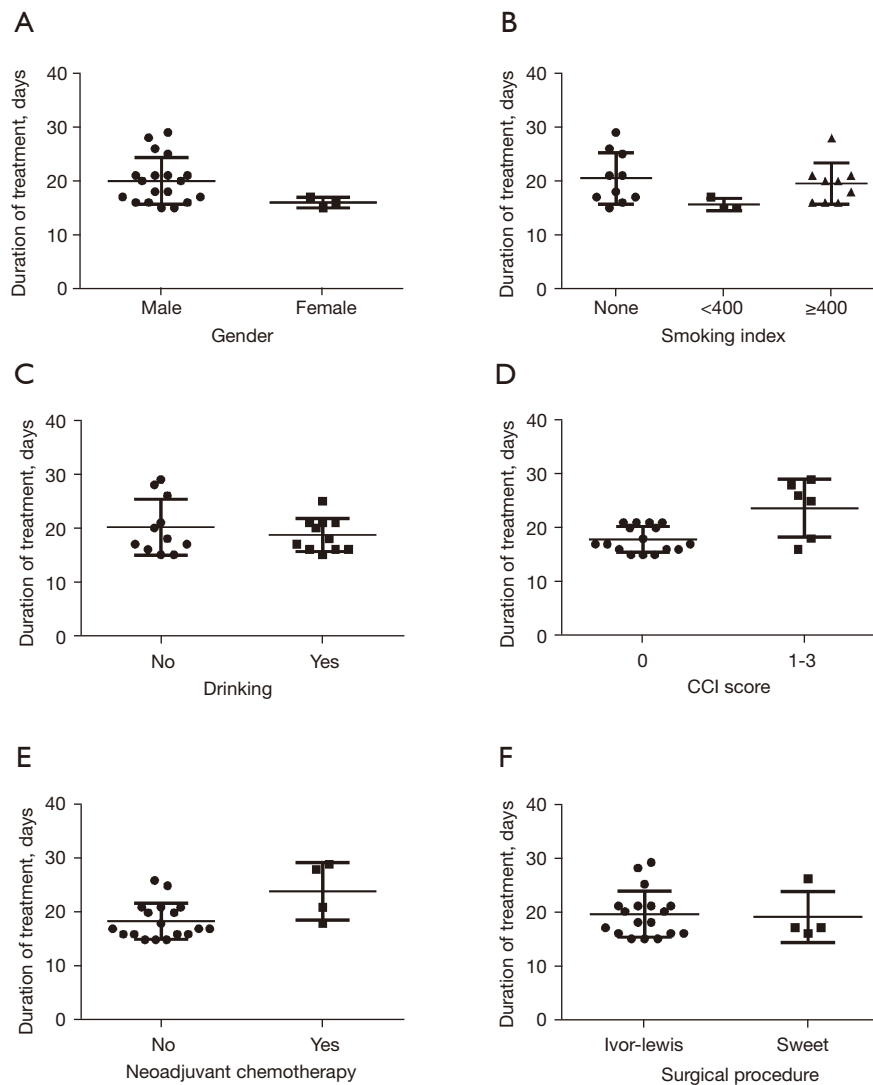 A
Duration of treatment, days
40
30
20
10
0
Male Female
Gender
B
Duration of treatment, days
40
30
20
10
0
None <400 ≥400
Smoking index
C
Duration of treatment, days
40
30
20
10
0
No Yes
Drinking
D
Duration of treatment, days
40
30
20
10
0
0 1-3
CCI score
E
Duration of treatment, days
40
30
20
10
0
No Yes
Neoadjuvant chemotherapy
F
Duration of treatment, days
40
30
20
10
0
Ivor-lewis Sweet
Surgical procedure